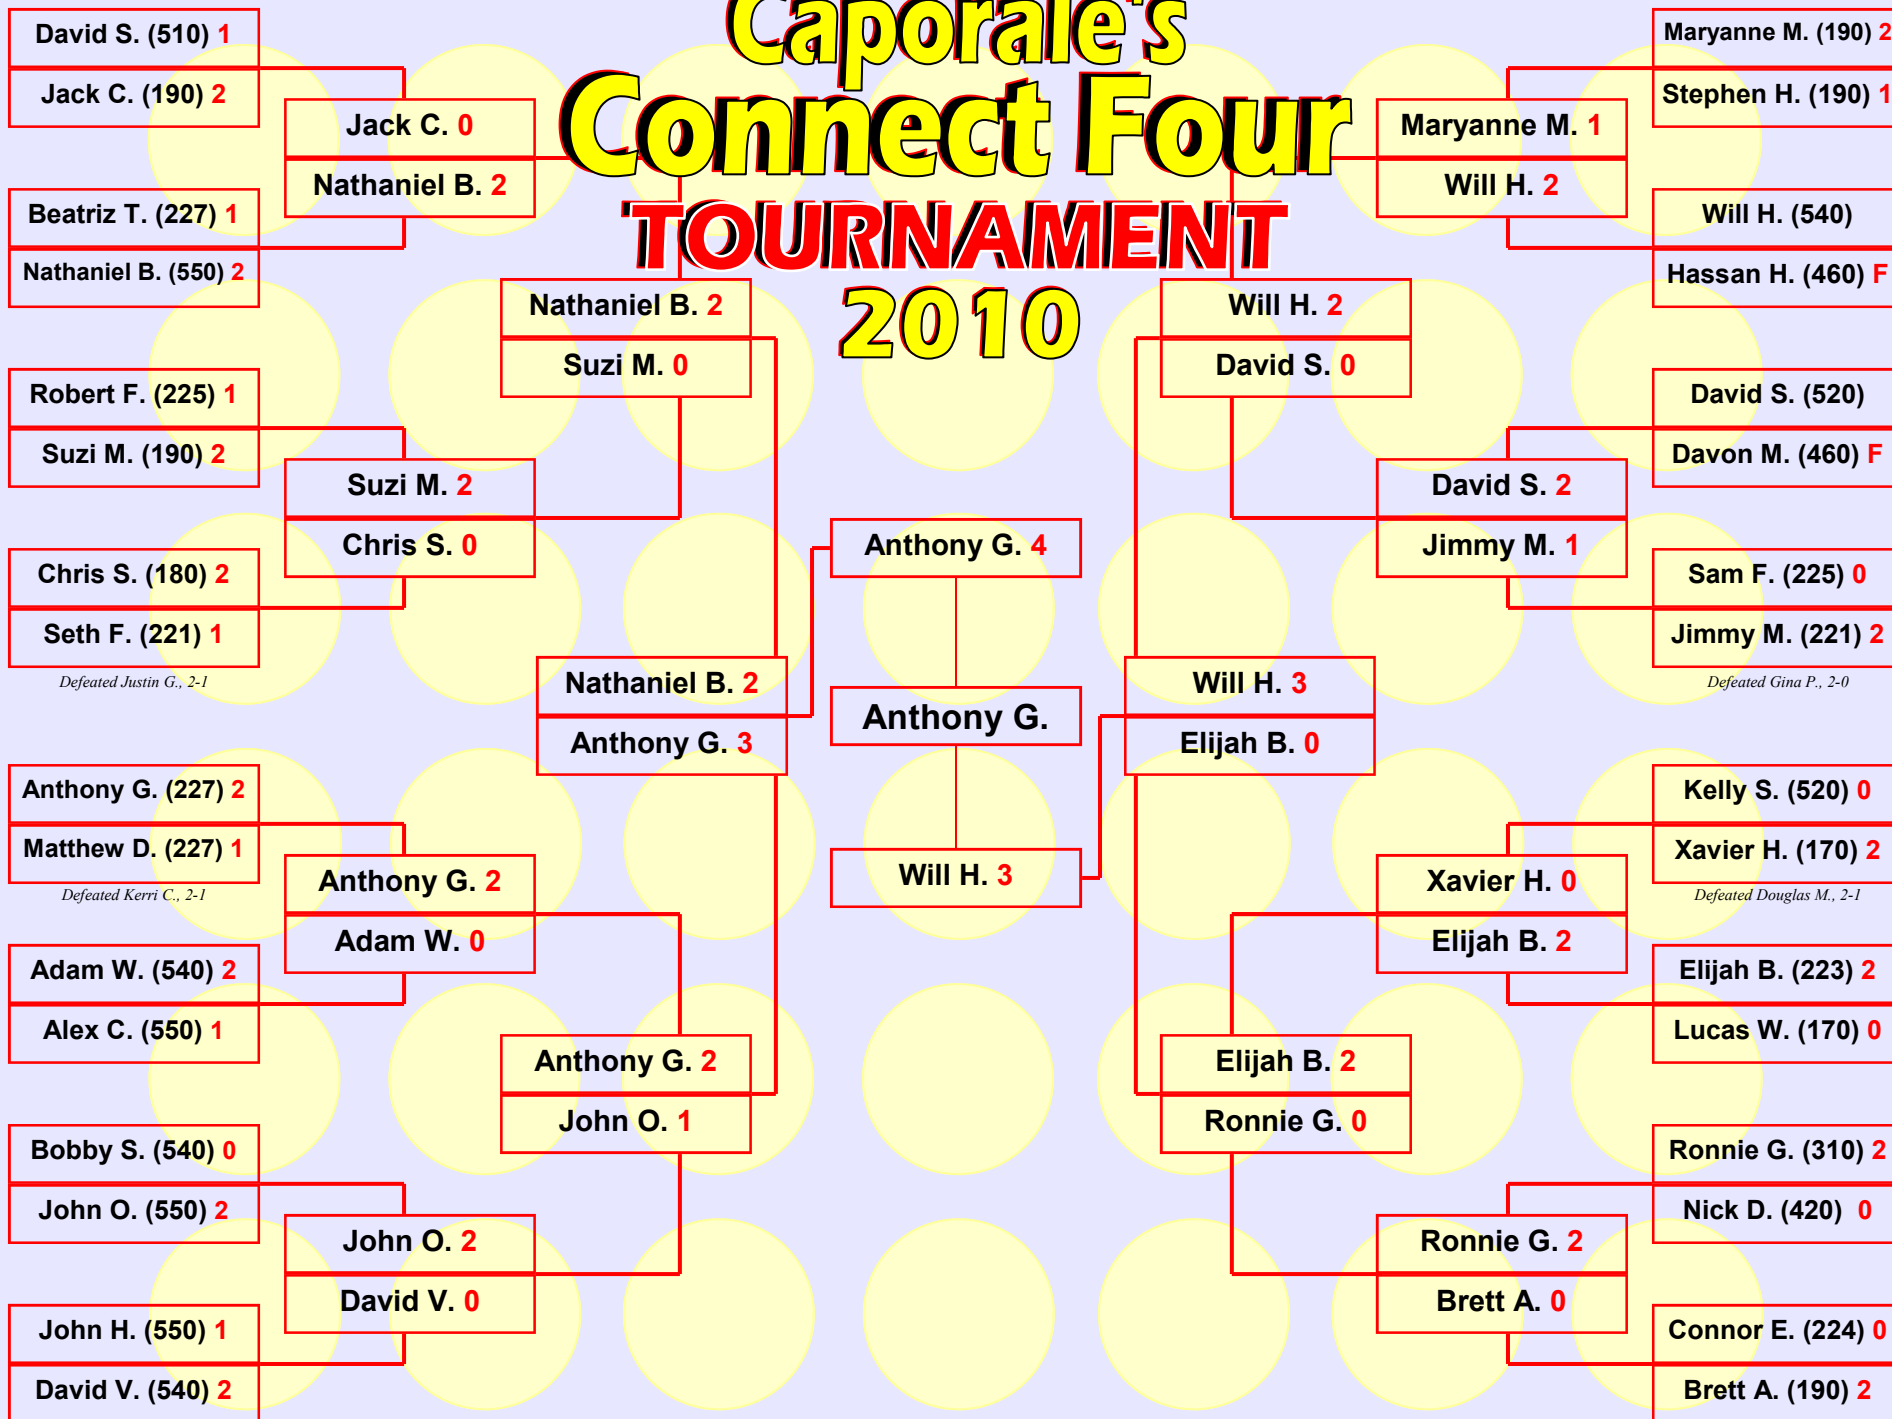 Caporale's
Connect Four
TOURNAMENT
2010
David S. (510) 1
Jack C. (190) 2
Beatriz T. (227) 1
Nathaniel B. (550) 2
Robert F. (225) 1
Suzi M. (190) 2
Chris S. (180) 2
Seth F. (221) 1
Defeated Justin G., 2-1
Anthony G. (227) 2
Matthew D. (227) 1
Defeated Kerri C., 2-1
Adam W. (540) 2
Alex C. (550) 1
Bobby S. (540) 0
John O. (550) 2
John H. (550) 1
David V. (540) 2
Jack C. 0
Nathaniel B. 2
Suzi M. 2
Chris S. 0
Anthony G. 2
Adam W. 0
John O. 2
David V. 0
Nathaniel B. 2
Suzi M. 0
Anthony G. 2
John O. 1
Nathaniel B. 2
Anthony G. 3
Anthony G. 4
Anthony G.
Will H. 3
Will H. 3
Elijah B. 0
Will H. 2
David S. 0
Elijah B. 2
Ronnie G. 0
Maryanne M. 1
Will H. 2
David S. 2
Jimmy M. 1
Xavier H. 0
Elijah B. 2
Ronnie G. 2
Brett A. 0
Maryanne M. (190) 2
Stephen H. (190) 1
Will H. (540)
Hassan H. (460) F
David S. (520)
Davon M. (460) F
Sam F. (225) 0
Jimmy M. (221) 2
Defeated Gina P., 2-0
Kelly S. (520) 0
Xavier H. (170) 2
Defeated Douglas M., 2-1
Elijah B. (223) 2
Lucas W. (170) 0
Ronnie G. (310) 2
Nick D. (420) 0
Connor E. (224) 0
Brett A. (190) 2